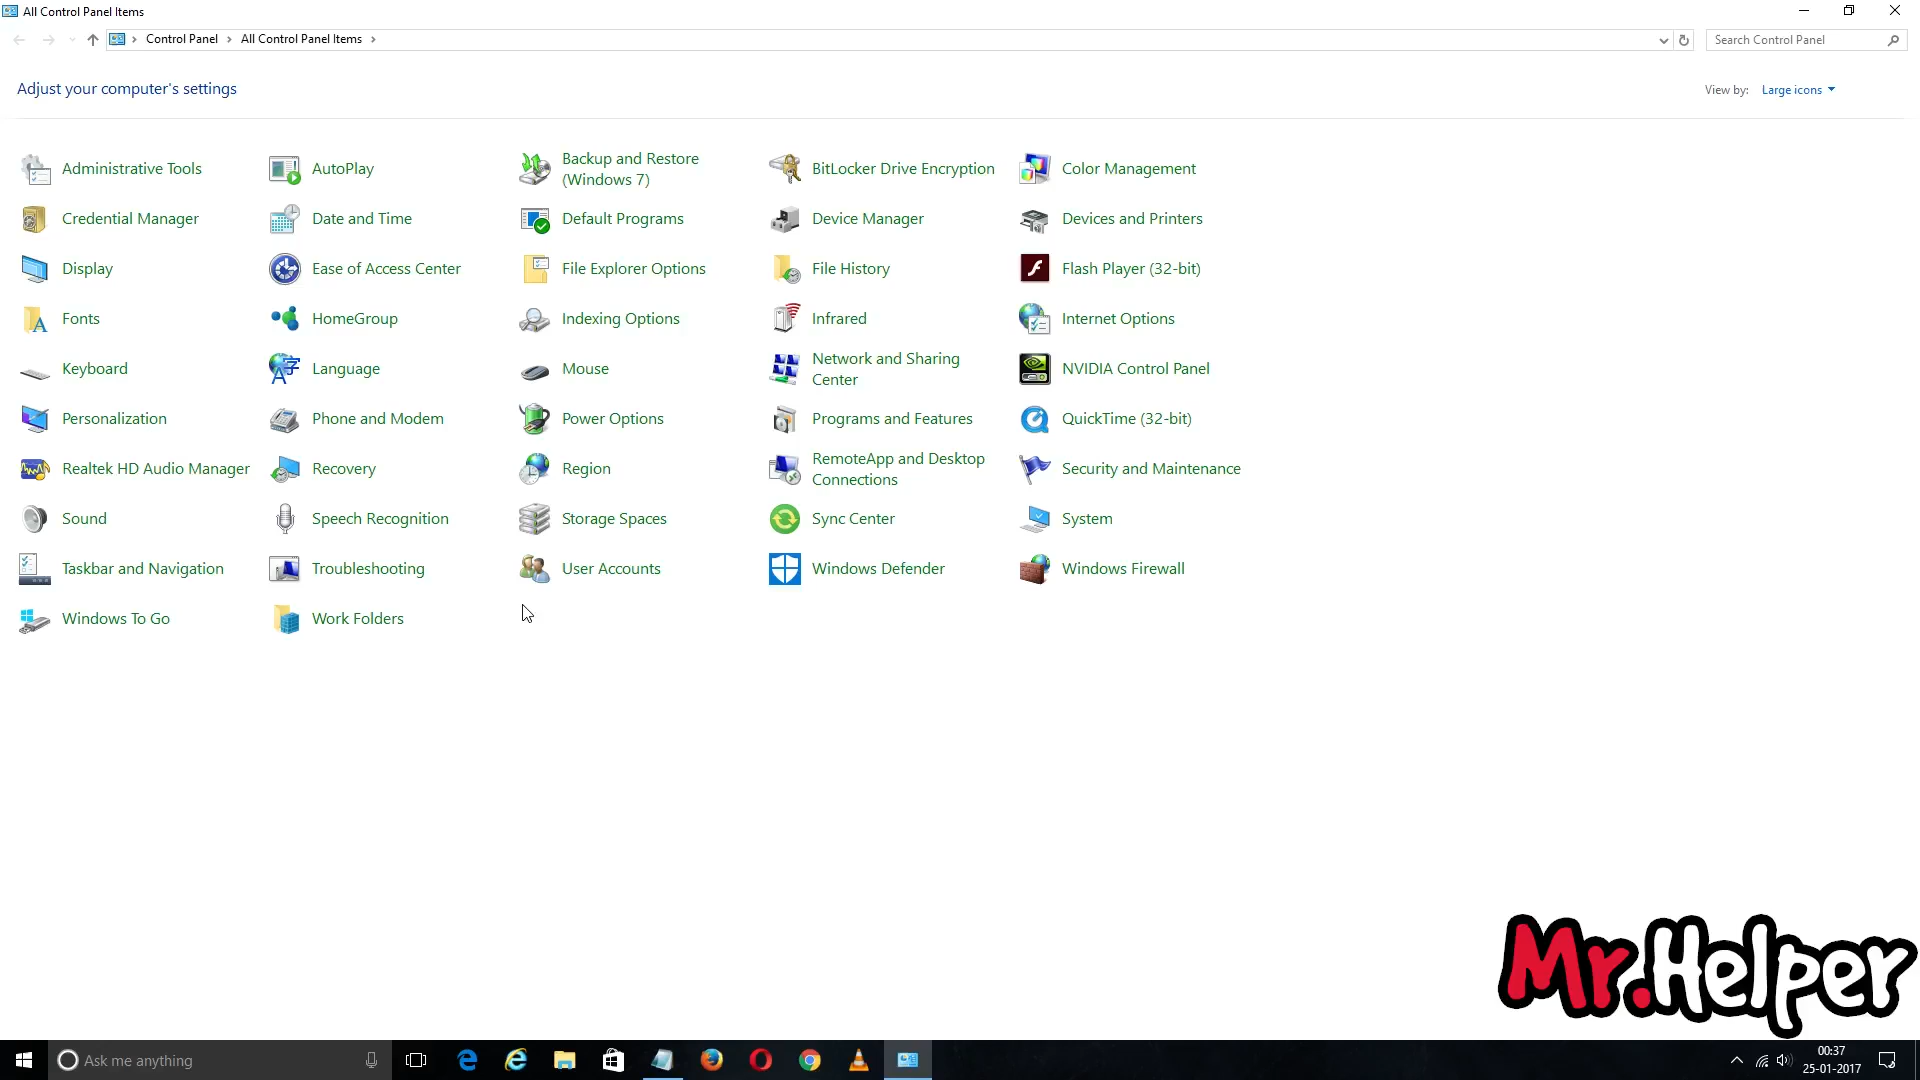 All Control Panel Items
Control Panel
All Control Panel Items
Search Control Panel
Adjust your computer's settings
View by:
Large icons
Administrative Tools
AutoPlay
Backup and Restore
(Windows 7)
BitLocker Drive Encryption
Color Management
Credential Manager
Date and Time
Default Programs
Device Manager
Devices and Printers
Display
Ease of Access Center
File Explorer Options
File History
Flash Player (32-bit)
Fonts
HomeGroup
Indexing Options
Infrared
Internet Options
Keyboard
Language
Mouse
Network and Sharing
Center
NVIDIA Control Panel
Personalization
Phone and Modem
Power Options
Programs and Features
QuickTime (32-bit)
Realtek HD Audio Manager
Recovery
Region
RemoteApp and Desktop
Connections
Security and Maintenance
Sound
Speech Recognition
Storage Spaces
Sync Center
System
Taskbar and Navigation
Troubleshooting
User Accounts
Windows Defender
Windows Firewall
Windows To Go
Work Folders
Mr.Helper
Ask me anything
00:37
25-01-2017